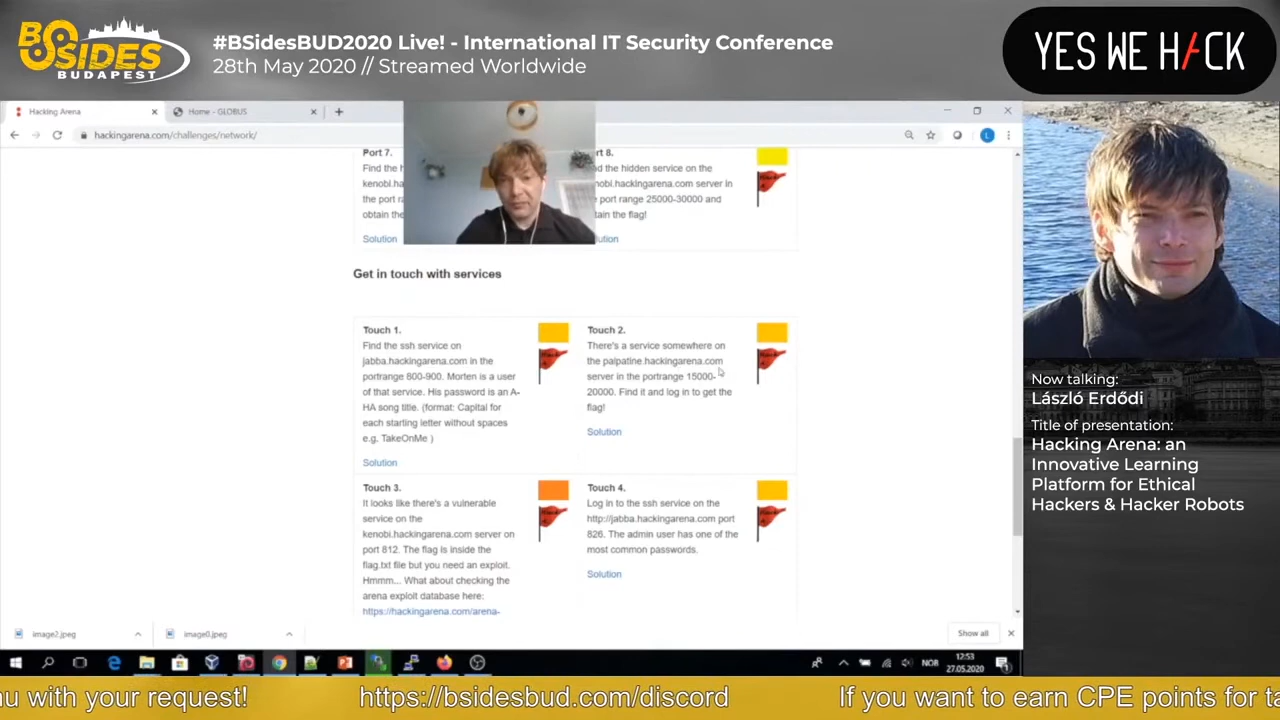 BSIDES
BUDAPEST
#BSidesBUD2020 Live! - International IT Security Conference
28th May 2020 // Streamed Worldwide
YES WE H/CK
Hacking Arena
Home - GLOBUS
hackingarena.com/challenges/network/
Port 7.
Find the h
kenobi.ha
the port ra
obtain the
Solution
rt 8.
d the hidden service on the
nobi.hackingarena.com server in
port range 25000-30000 and
tain the flag!
lution
Get in touch with services
Touch 1.
Find the ssh service on
jabba.hackingarena.com in the
portrange 800-900. Morten is a user
of that service. His password is an A-
HA song title. (format: Capital for
each starting letter without spaces
e.g. TakeOnMe )
Solution
Touch 2.
There's a service somewhere on
the palpatine.hackingarena.com
server in the portrange 15000-
20000. Find it and log in to get the
flag!
Solution
Touch 3.
It looks like there's a vulnerable
service on the
kenobi.hackingarena.com server on
port 812. The flag is inside the
flag.txt file but you need an exploit.
Hmmm... What about checking the
arena exploit database here:
https://hackingarena.com/arena-
Touch 4.
Log in to the ssh service on the
http://jabba.hackingarena.com port
826. The admin user has one of the
most common passwords.
Solution
Now talking:
László Erdődi
Title of presentation:
Hacking Arena: an
Innovative Learning
Platform for Ethical
Hackers & Hacker Robots
image2.jpeg
image0.jpeg
Show all
NOR
12:53
27.05.2020
nu with your request!
https://bsidesbud.com/discord
If you want to earn CPE points for ta